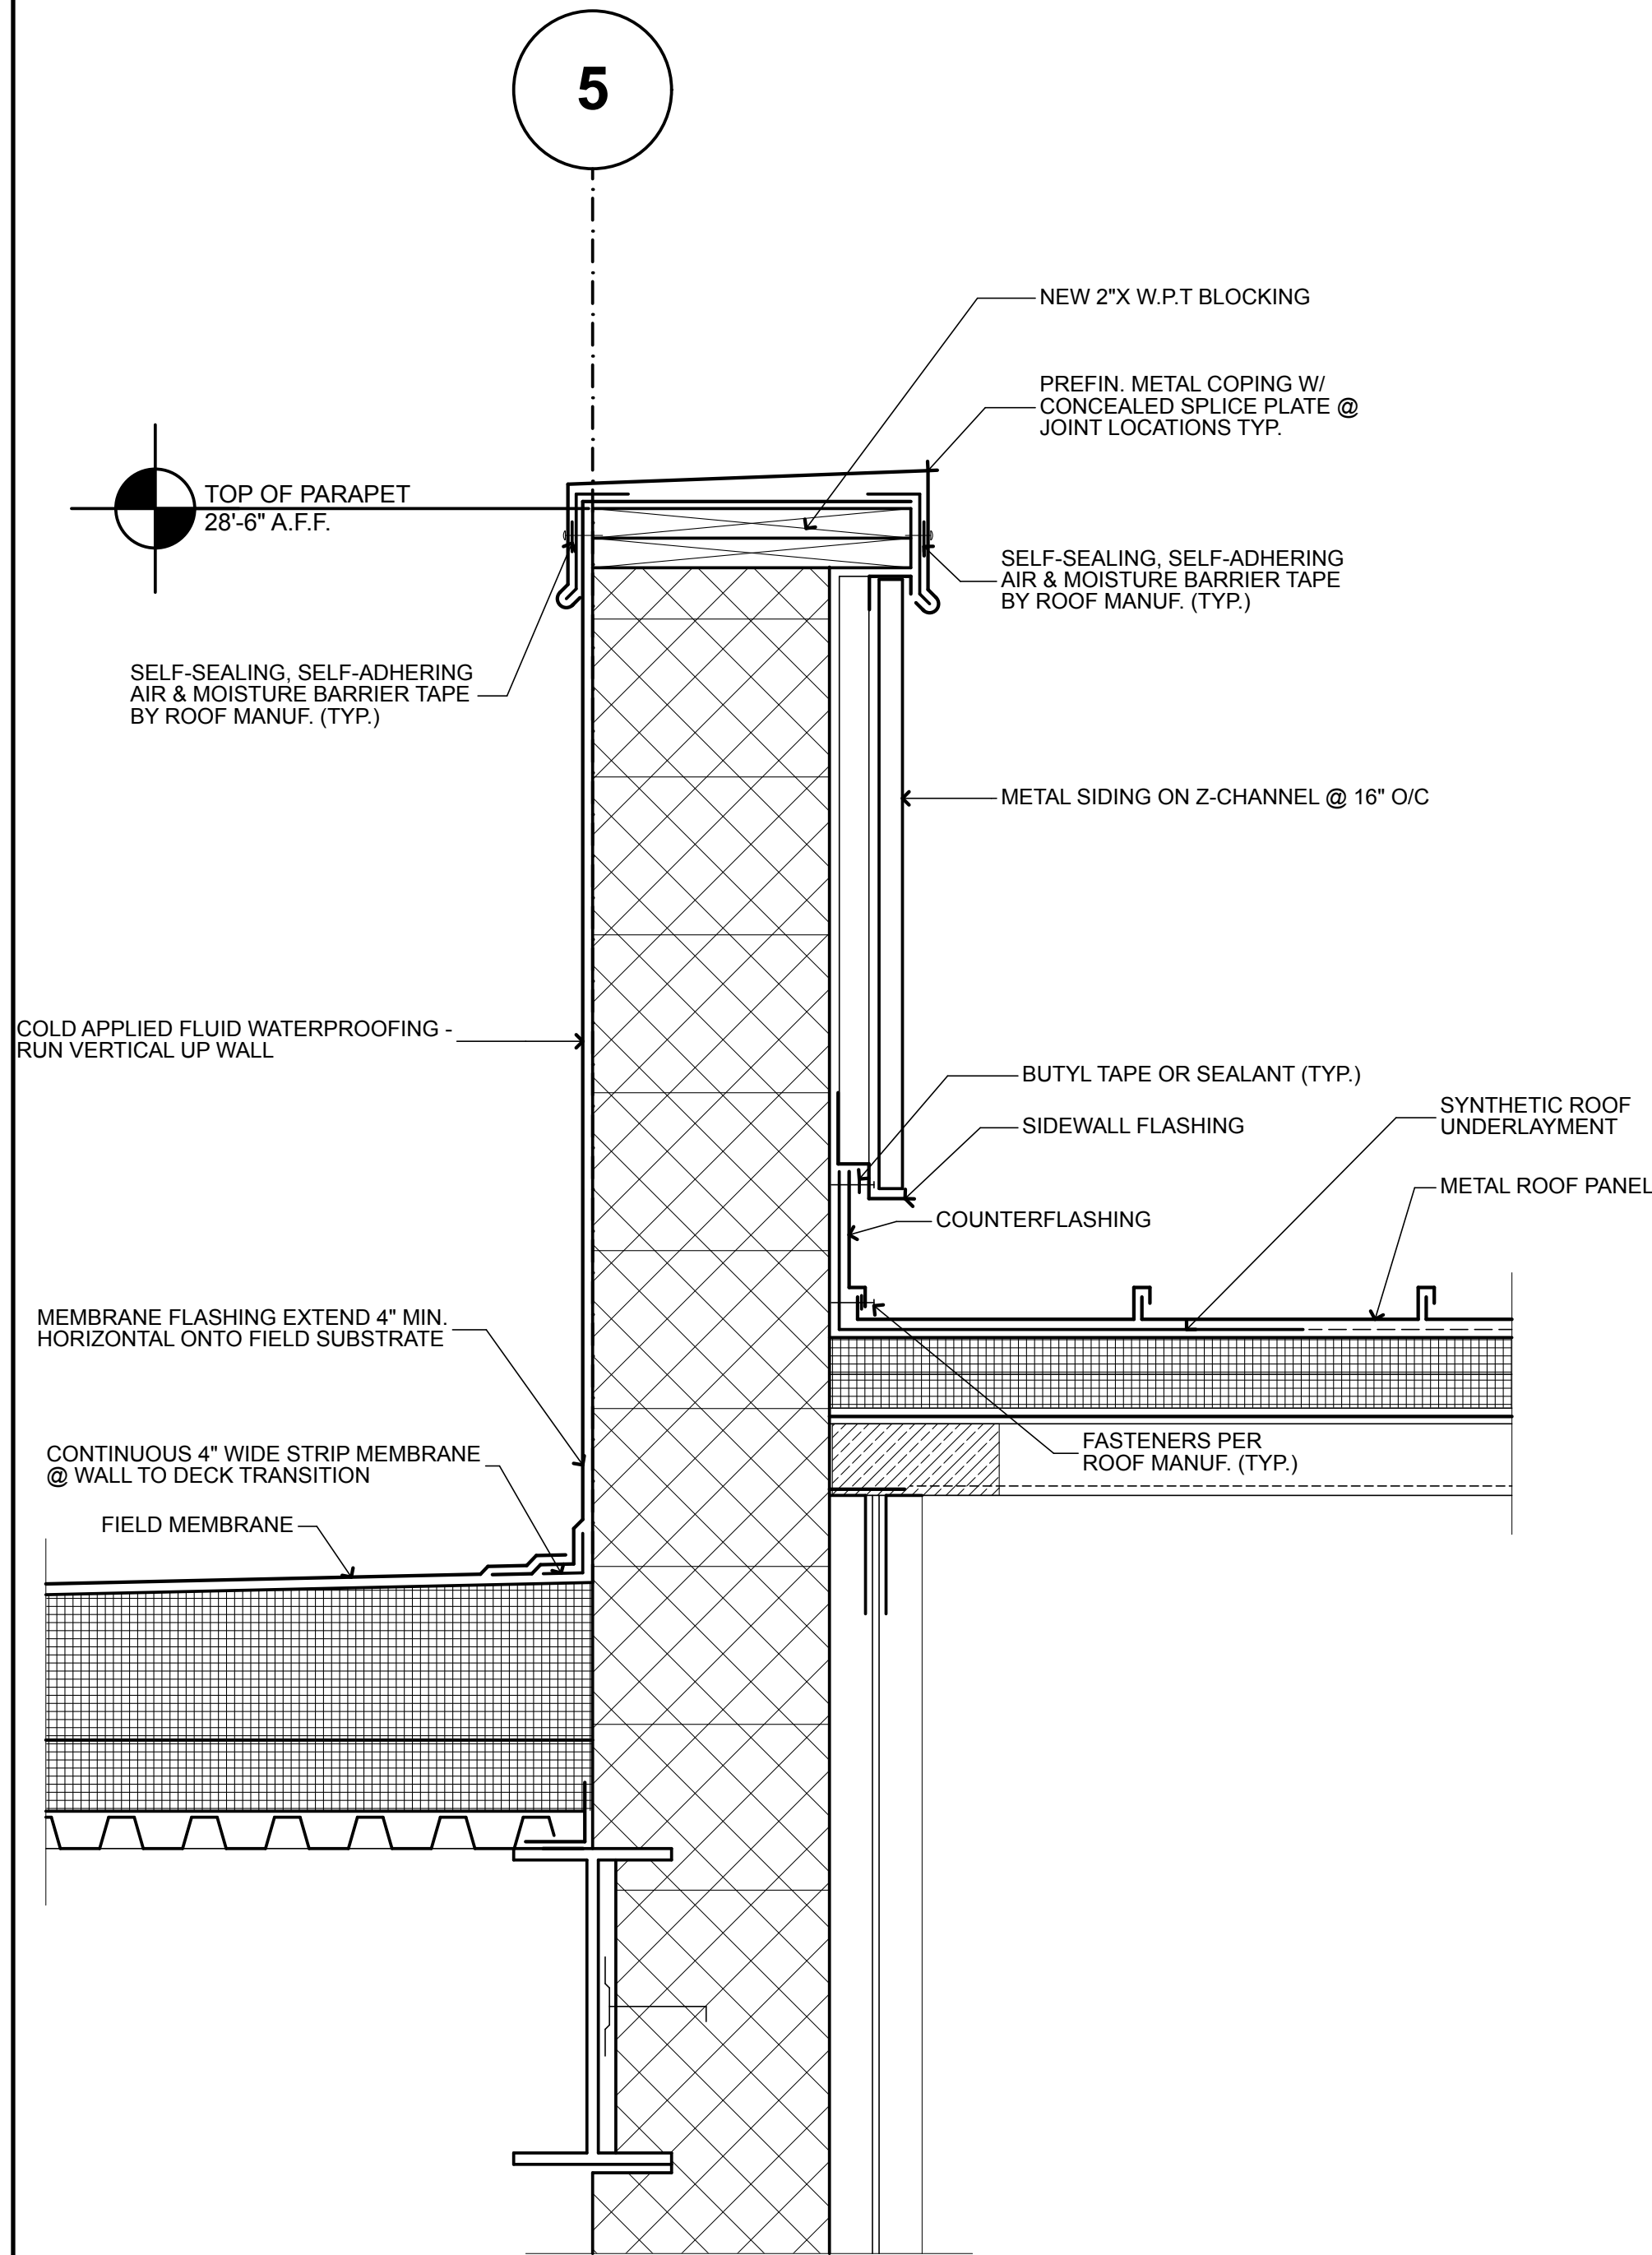 5
NEW 2"X W.P.T BLOCKING
PREFIN. METAL COPING W/
CONCEALED SPLICE PLATE @
JOINT LOCATIONS TYP.
TOP OF PARAPET
28'-6" A.F.F.
SELF-SEALING, SELF-ADHERING
AIR & MOISTURE BARRIER TAPE
BY ROOF MANUF. (TYP.)
SELF-SEALING, SELF-ADHERING
AIR & MOISTURE BARRIER TAPE
BY ROOF MANUF. (TYP.)
METAL SIDING ON Z-CHANNEL @ 16" O/C
COLD APPLIED FLUID WATERPROOFING -
RUN VERTICAL UP WALL
BUTYL TAPE OR SEALANT (TYP.)
SIDEWALL FLASHING
SYNTHETIC ROOF
UNDERLAYMENT
METAL ROOF PANEL
COUNTERFLASHING
MEMBRANE FLASHING EXTEND 4" MIN.
HORIZONTAL ONTO FIELD SUBSTRATE
FASTENERS PER
ROOF MANUF. (TYP.)
CONTINUOUS 4" WIDE STRIP MEMBRANE
@ WALL TO DECK TRANSITION
FIELD MEMBRANE